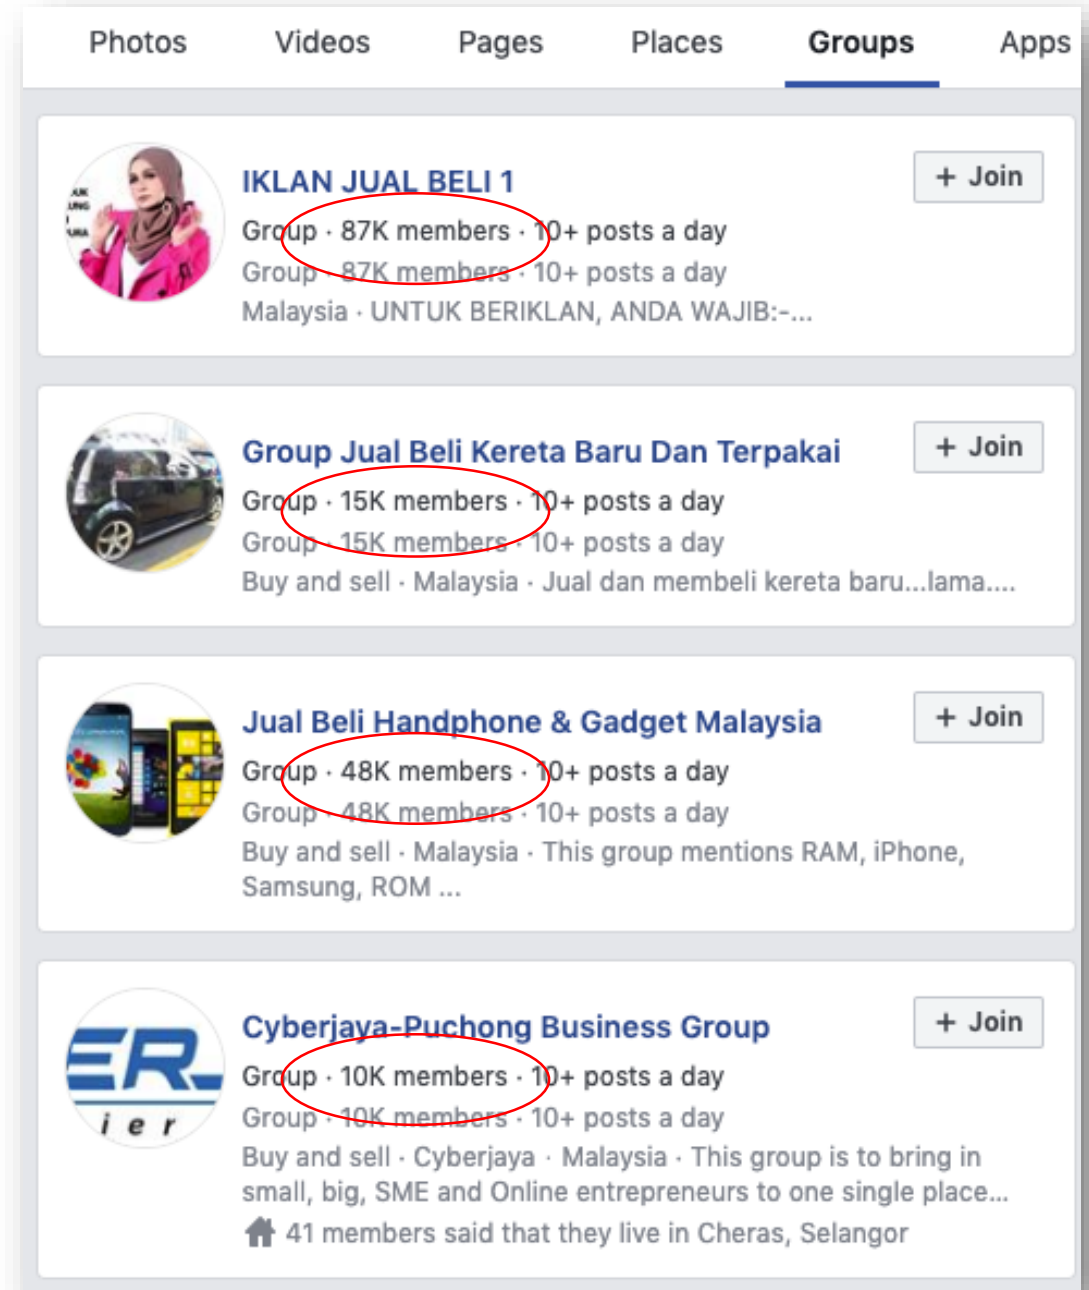 Photos Videos Pages Places Groups Apps
IKLAN JUAL BELI 1
+ Join
Group · 87K members · 10+ posts a day
Group · 87K members · 10+ posts a day
Malaysia · UNTUK BERIKLAN, ANDA WAJIB:-...
Group Jual Beli Kereta Baru Dan Terpakai
+ Join
Group · 15K members · 10+ posts a day
Group · 15K members · 10+ posts a day
Buy and sell · Malaysia · Jual dan membeli kereta baru...lama....
Jual Beli Handphone & Gadget Malaysia
+ Join
Group · 48K members · 10+ posts a day
Group · 48K members · 10+ posts a day
Buy and sell · Malaysia · This group mentions RAM, iPhone,
Samsung, ROM ...
ER
ier
Cyberjaya-Puchong Business Group
+ Join
Group · 10K members · 10+ posts a day
Group · 10K members · 10+ posts a day
Buy and sell · Cyberjaya · Malaysia · This group is to bring in
small, big, SME and Online entrepreneurs to one single place...
41 members said that they live in Cheras, Selangor